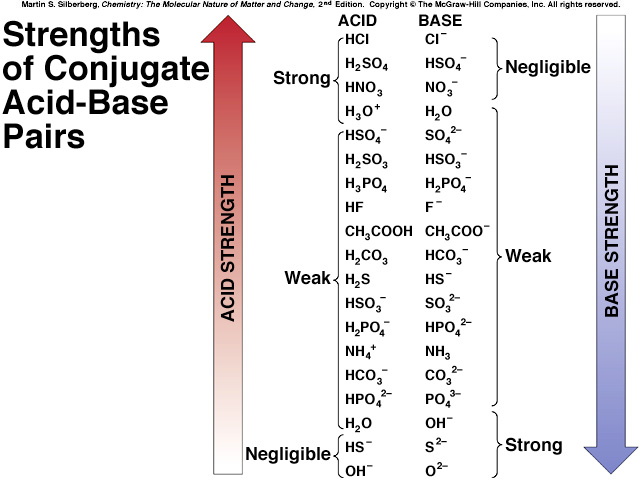 Martin S. Silberberg, Chemistry: The Molecular Nature of Matter and Change, 2nd Edition. Copyright © The McGraw-Hill Companies, Inc. All rights reserved.
Strengths
of Conjugate
Acid-Base
Pairs
ACID STRENGTH
ACID BASE
Strong
Negligible
HCl Cl⁻
H₂SO₄ HSO₄⁻
HNO₃ NO₃⁻
H₃O⁺ H₂O
Weak
Weak
HSO₄⁻ SO₄²⁻
H₂SO₃ HSO₃⁻
H₃PO₄ H₂PO₄⁻
HF F⁻
CH₃COOH CH₃COO⁻
H₂CO₃ HCO₃⁻
H₂S HS⁻
HSO₃⁻ SO₃²⁻
H₂PO₄⁻ HPO₄²⁻
NH₄⁺ NH₃
HCO₃⁻ CO₃²⁻
HPO₄²⁻ PO₄³⁻
H₂O OH⁻
Negligible
Strong
HS⁻ S²⁻
OH⁻ O²⁻
BASE STRENGTH